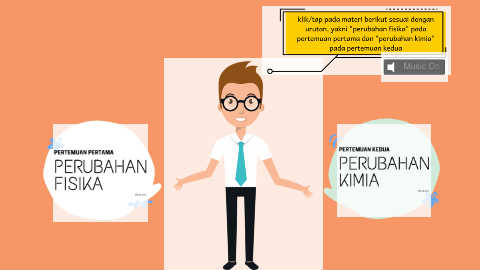 klik/tap pada materi berikut sesuai dengan
urutan, yakni "perubahan fisika" pada
pertemuan pertama dan "perubahan kimia"
pada pertemuan kedua
Music On
PERTEMUAN PERTAMA
PERUBAHAN
FISIKA
PERTEMUAN KEDUA
PERUBAHAN
KIMIA